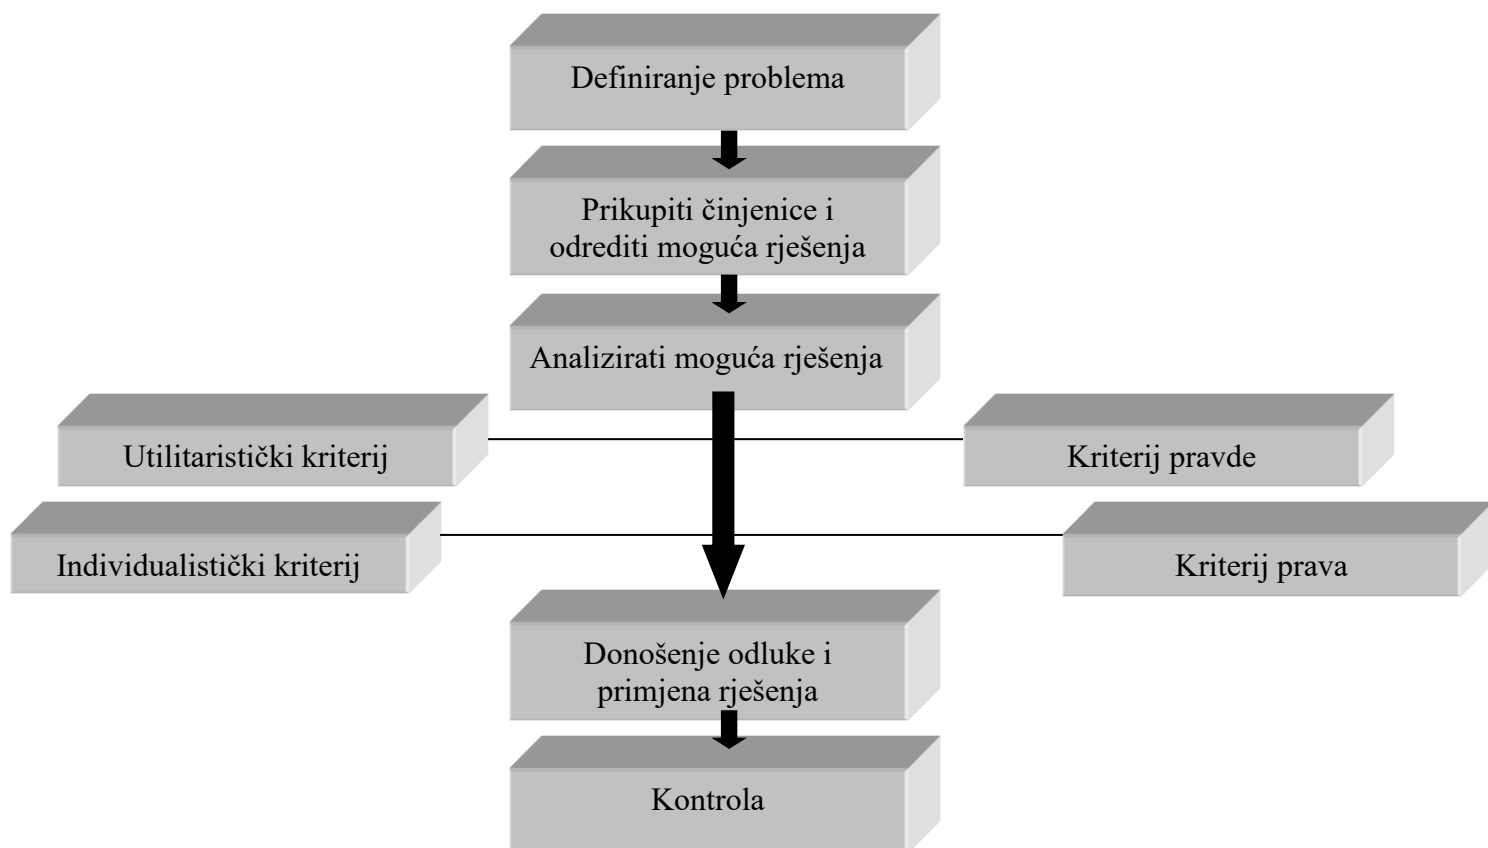 Definiranje problema
Prikupiti činjenice i
odrediti moguća rješenja
Analizirati moguća rješenja
Utilitaristički kriterij
Kriterij pravde
Individualistički kriterij
Kriterij prava
Donošenje odluke i
primjena rješenja
Kontrola